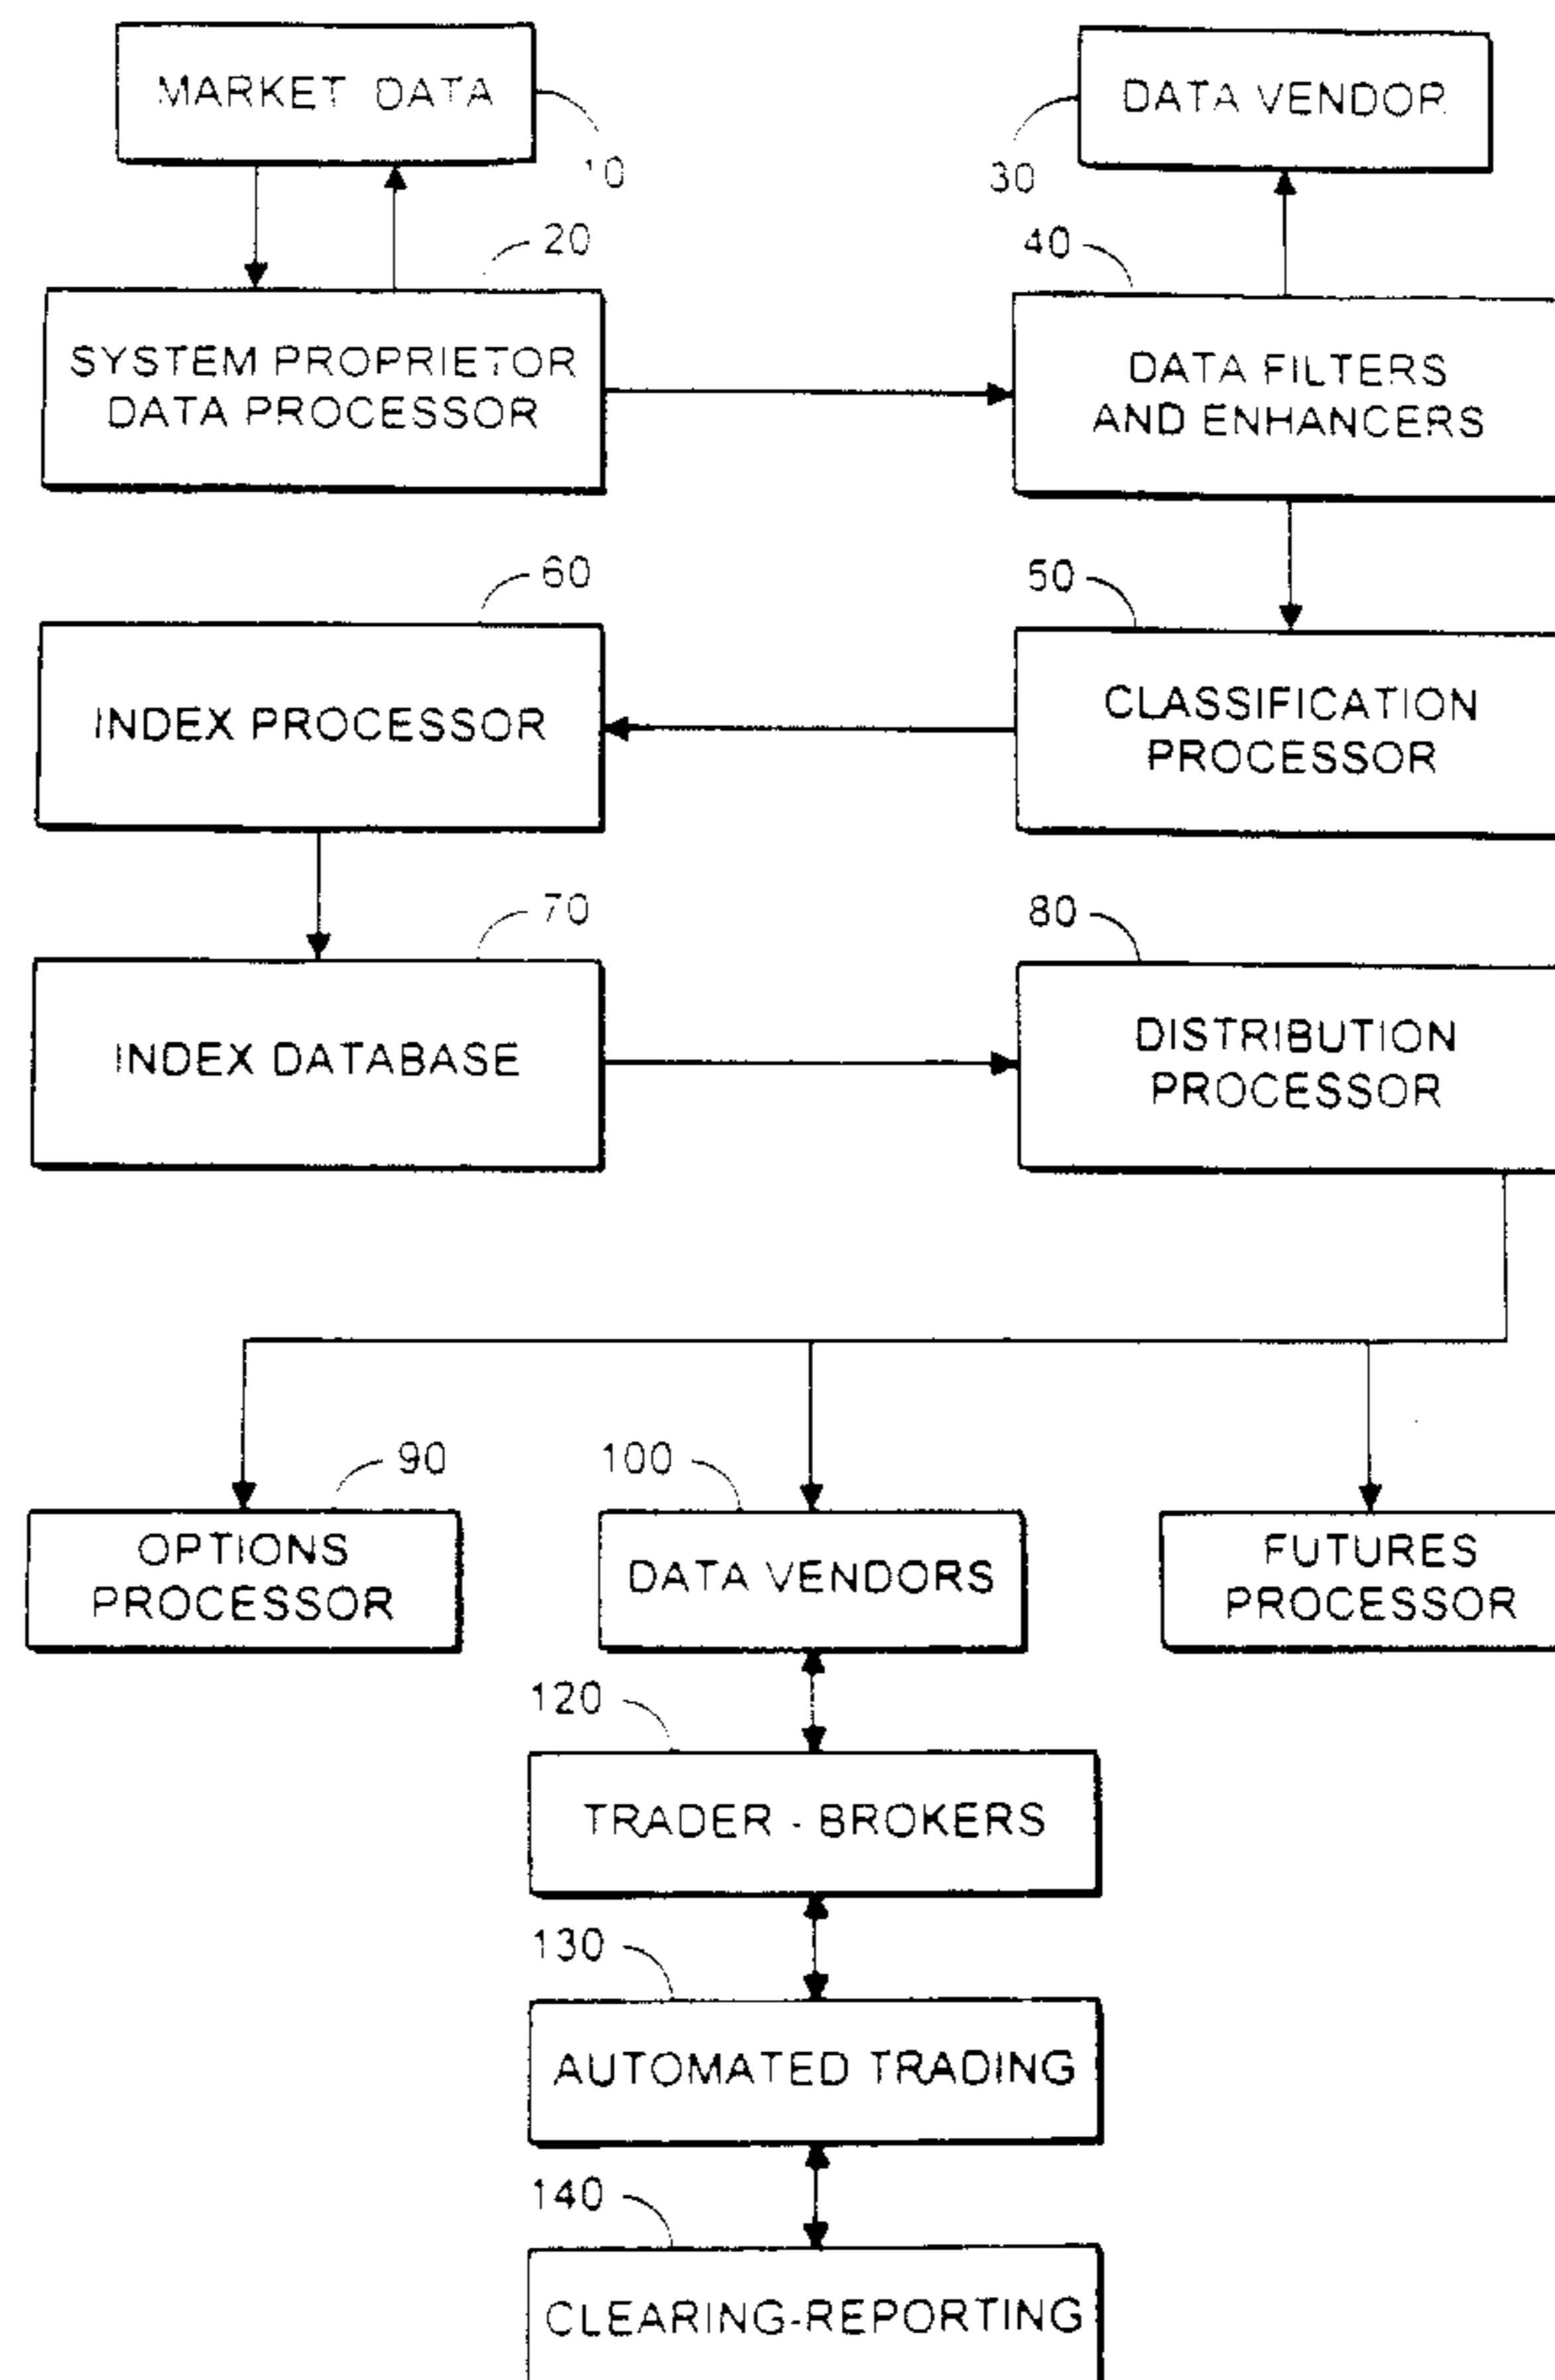 MARKET DATA
10
DATA VENDOR
30
20
40
SYSTEM PROPRIETOR
DATA PROCESSOR
DATA FILTERS
AND ENHANCERS
60
50
INDEX PROCESSOR
CLASSIFICATION
PROCESSOR
70
80
INDEX DATABASE
DISTRIBUTION
PROCESSOR
90
100
OPTIONS
PROCESSOR
DATA VENDORS
FUTURES
PROCESSOR
120
TRADER - BROKERS
130
AUTOMATED TRADING
140
CLEARING-REPORTING